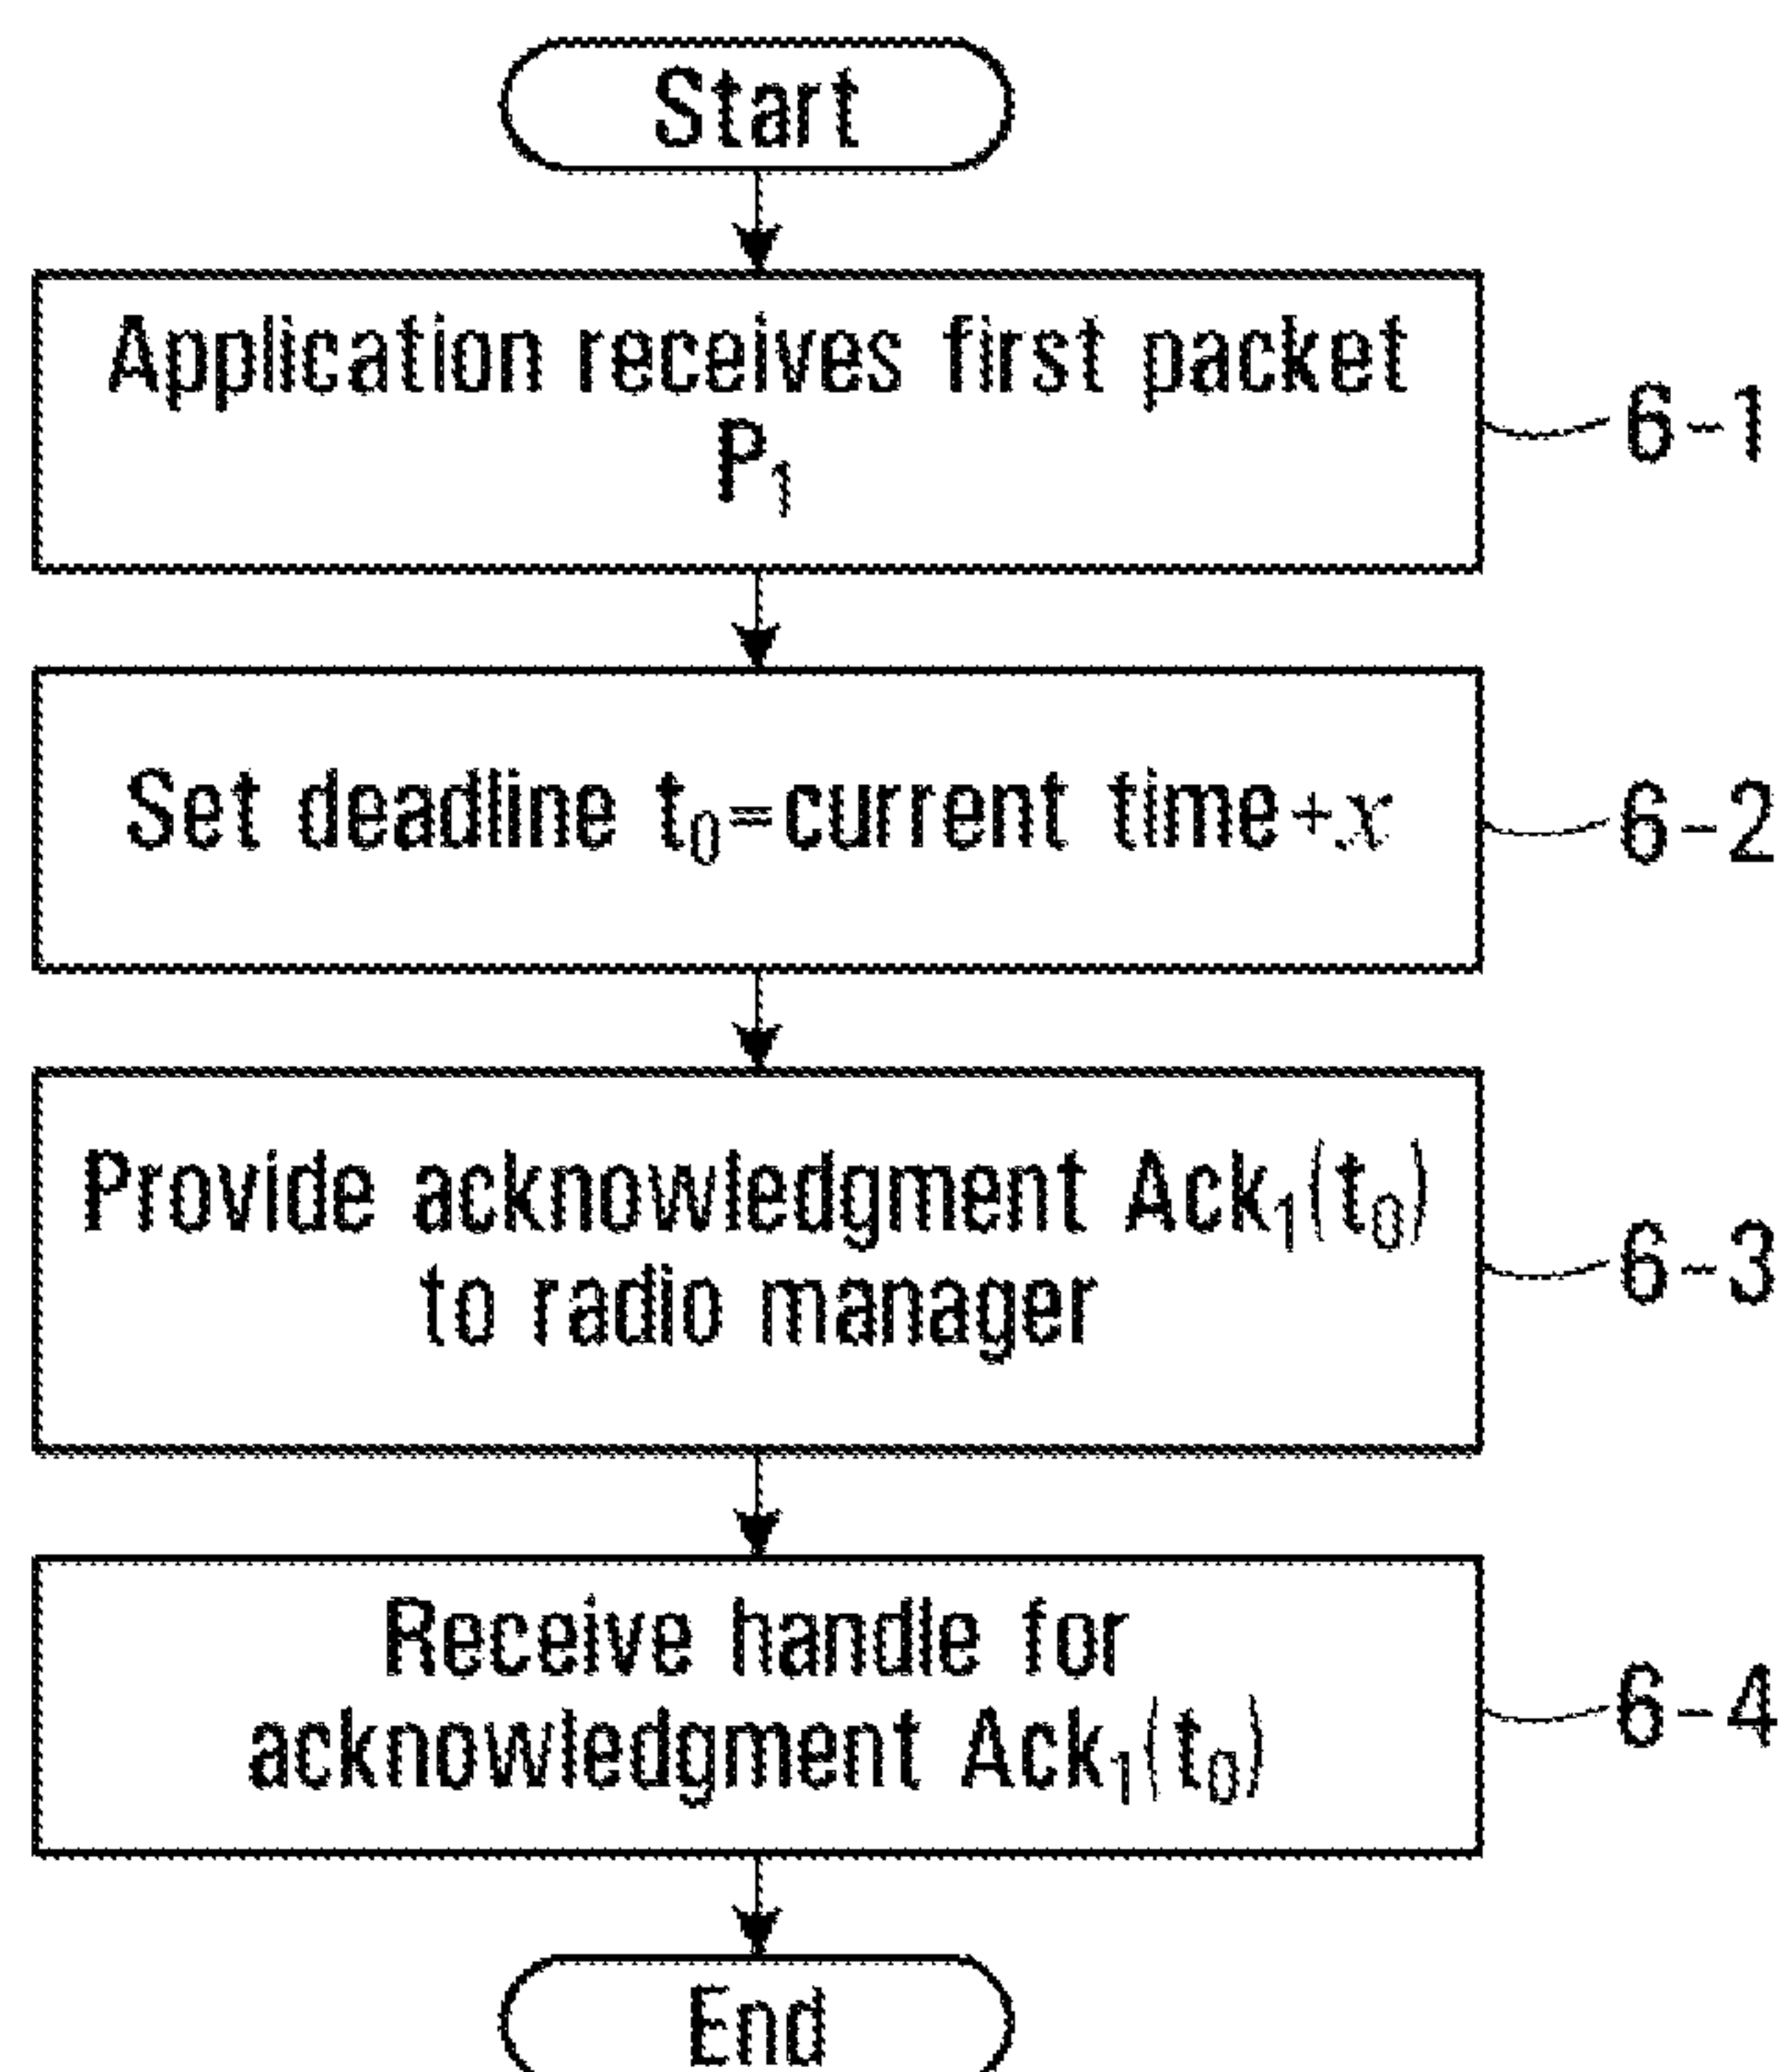 Start
Application receives first packet
P₁
6-1
Set deadline t₀=current time+x
6-2
Provide acknowledgment Ack₁(t₀)
to radio manager
6-3
Receive handle for
acknowledgment Ack₁(t₀)
6-4
End